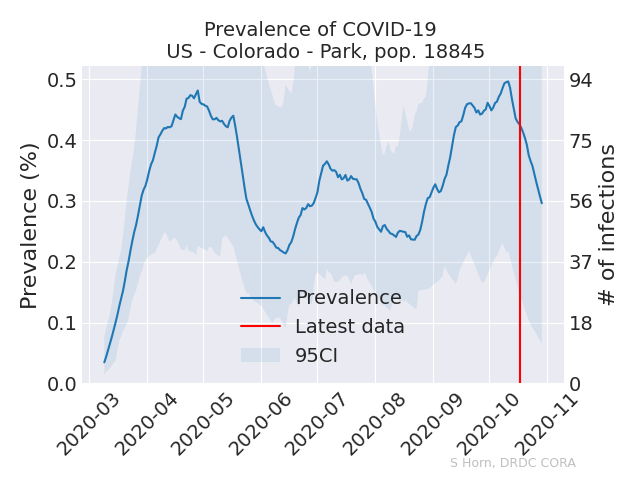 Prevalence of COVID-19
US - Colorado - Park, pop. 18845
Prevalence (%)
0.5
0.4
0.3
0.2
0.1
0.0
94
75
56
37
18
0
# of infections
Prevalence
Latest data
95CI
2020-03
2020-04
2020-05
2020-06
2020-07
2020-08
2020-09
2020-10
2020-11
S Horn, DRDC CORA